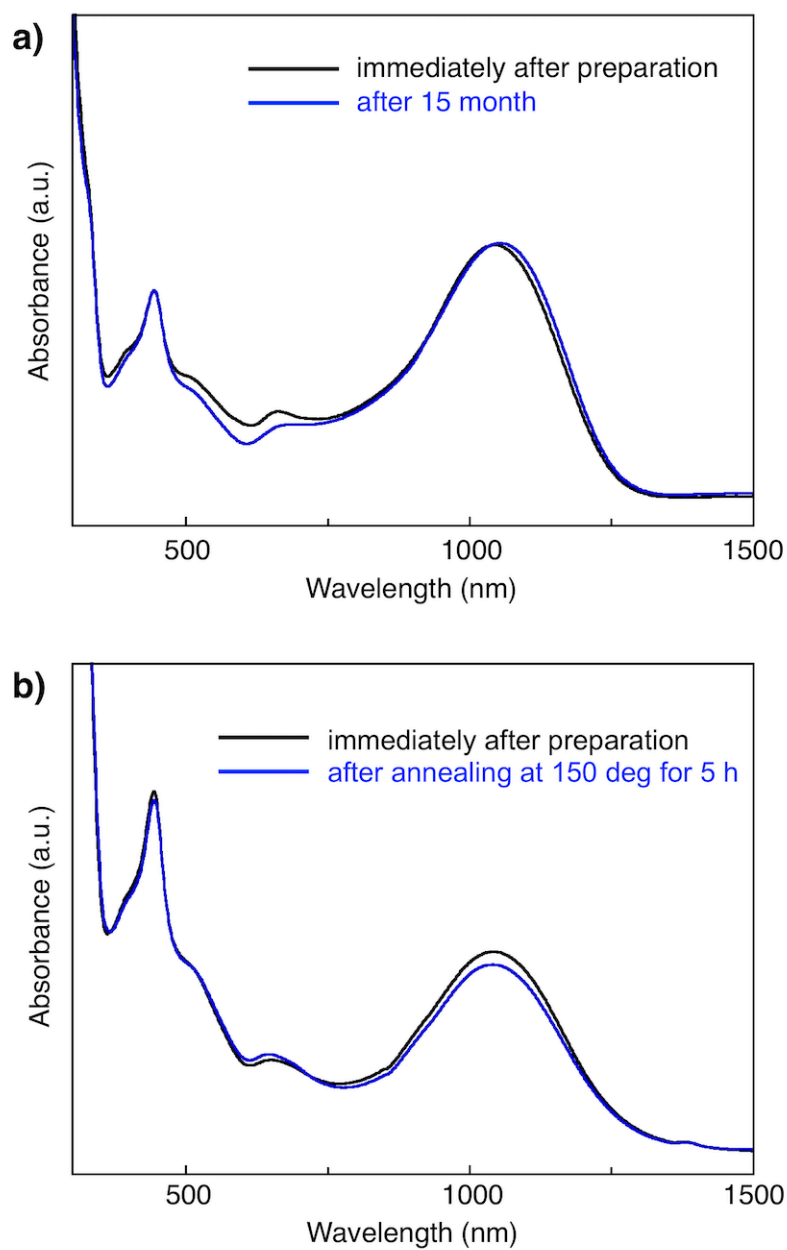 a)
immediately after preparation
after 15 month
Absorbance (a.u.)
500 1000 1500
Wavelength (nm)
b)
immediately after preparation
after annealing at 150 deg for 5 h
Absorbance (a.u.)
500 1000 1500
Wavelength (nm)